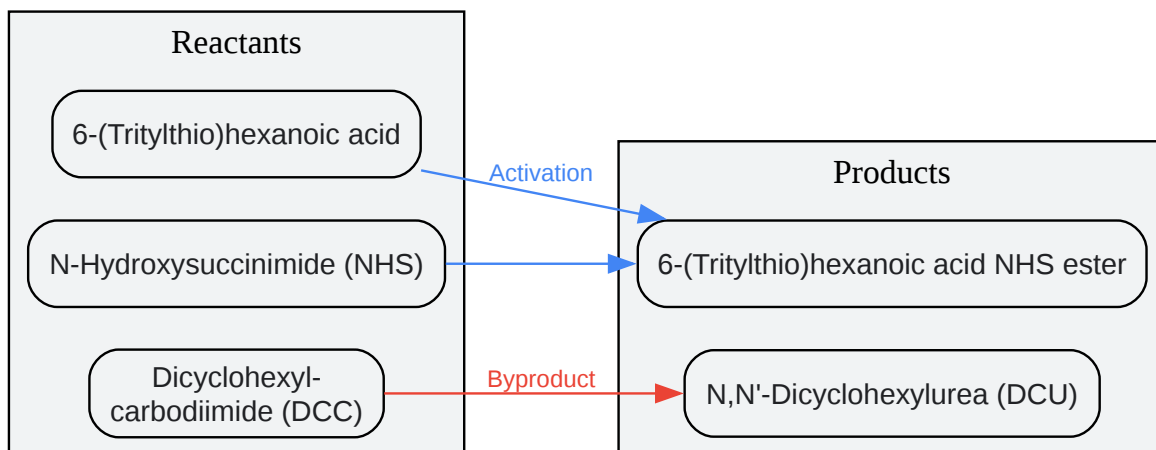 Reactants
6-(Tritylthio)hexanoic acid
N-Hydroxysuccinimide (NHS)
Dicyclohexyl-
carbodiimide (DCC)
Activation
Byproduct
Products
6-(Tritylthio)hexanoic acid NHS ester
N,N'-Dicyclohexylurea (DCU)